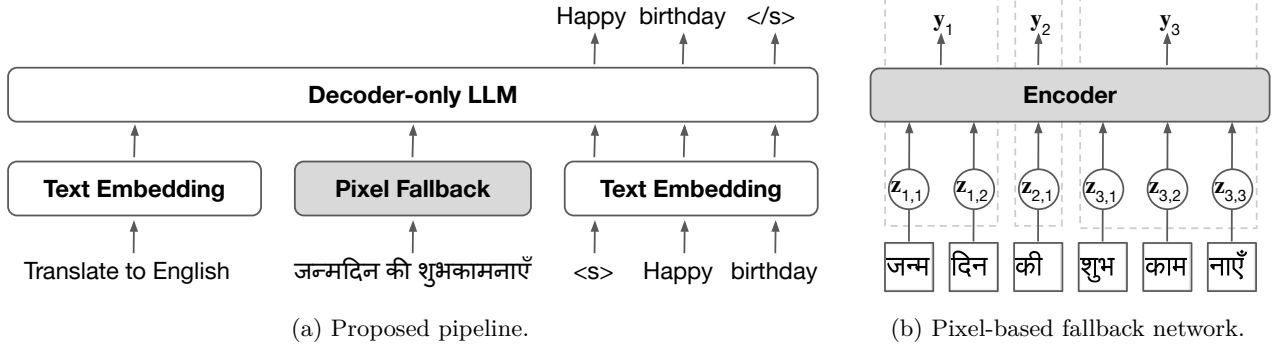 Happy birthday </s>
Decoder-only LLM
Text Embedding
Pixel Fallback
Text Embedding
Translate to English
जन्मदिन की शुभकामनाएँ
<s> Happy birthday
(a) Proposed pipeline.
y1 y2 y3
Encoder
z1,1 z1,2 z2,1 z3,1 z3,2 z3,3
जन्म दिन की शुभ काम नाएँ
(b) Pixel-based fallback network.